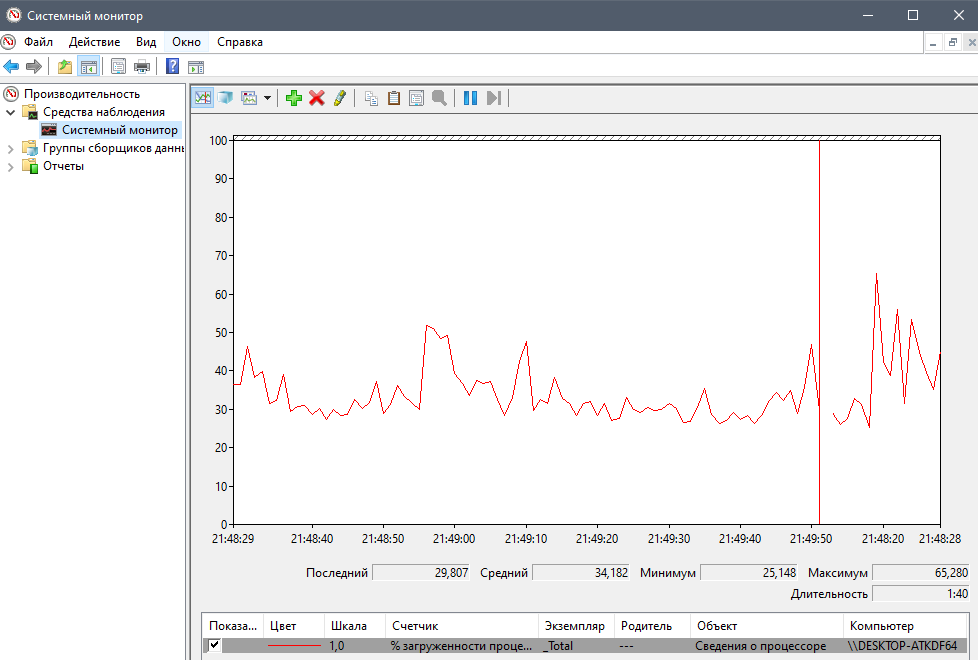 Системный монитор
Файл Действие Вид Окно Справка
Производительность
Средства наблюдения
Системный монитор
Группы сборщиков даннь
Отчеты
100
90
80
70
60
50
40
30
20
10
0
21:48:29 21:48:40 21:48:50 21:49:00 21:49:10 21:49:20 21:49:30 21:49:40 21:49:50 21:48:20 21:48:28
Последний 29,807 Средний 34,182 Минимум 25,148 Максимум 65,280
Длительность 1:40
Показа... Цвет Шкала Счетчик Экземпляр Родитель Объект Компьютер
1,0 % загруженности проце... _Total --- Сведения о процессоре \\DESKTOP-ATKDF64